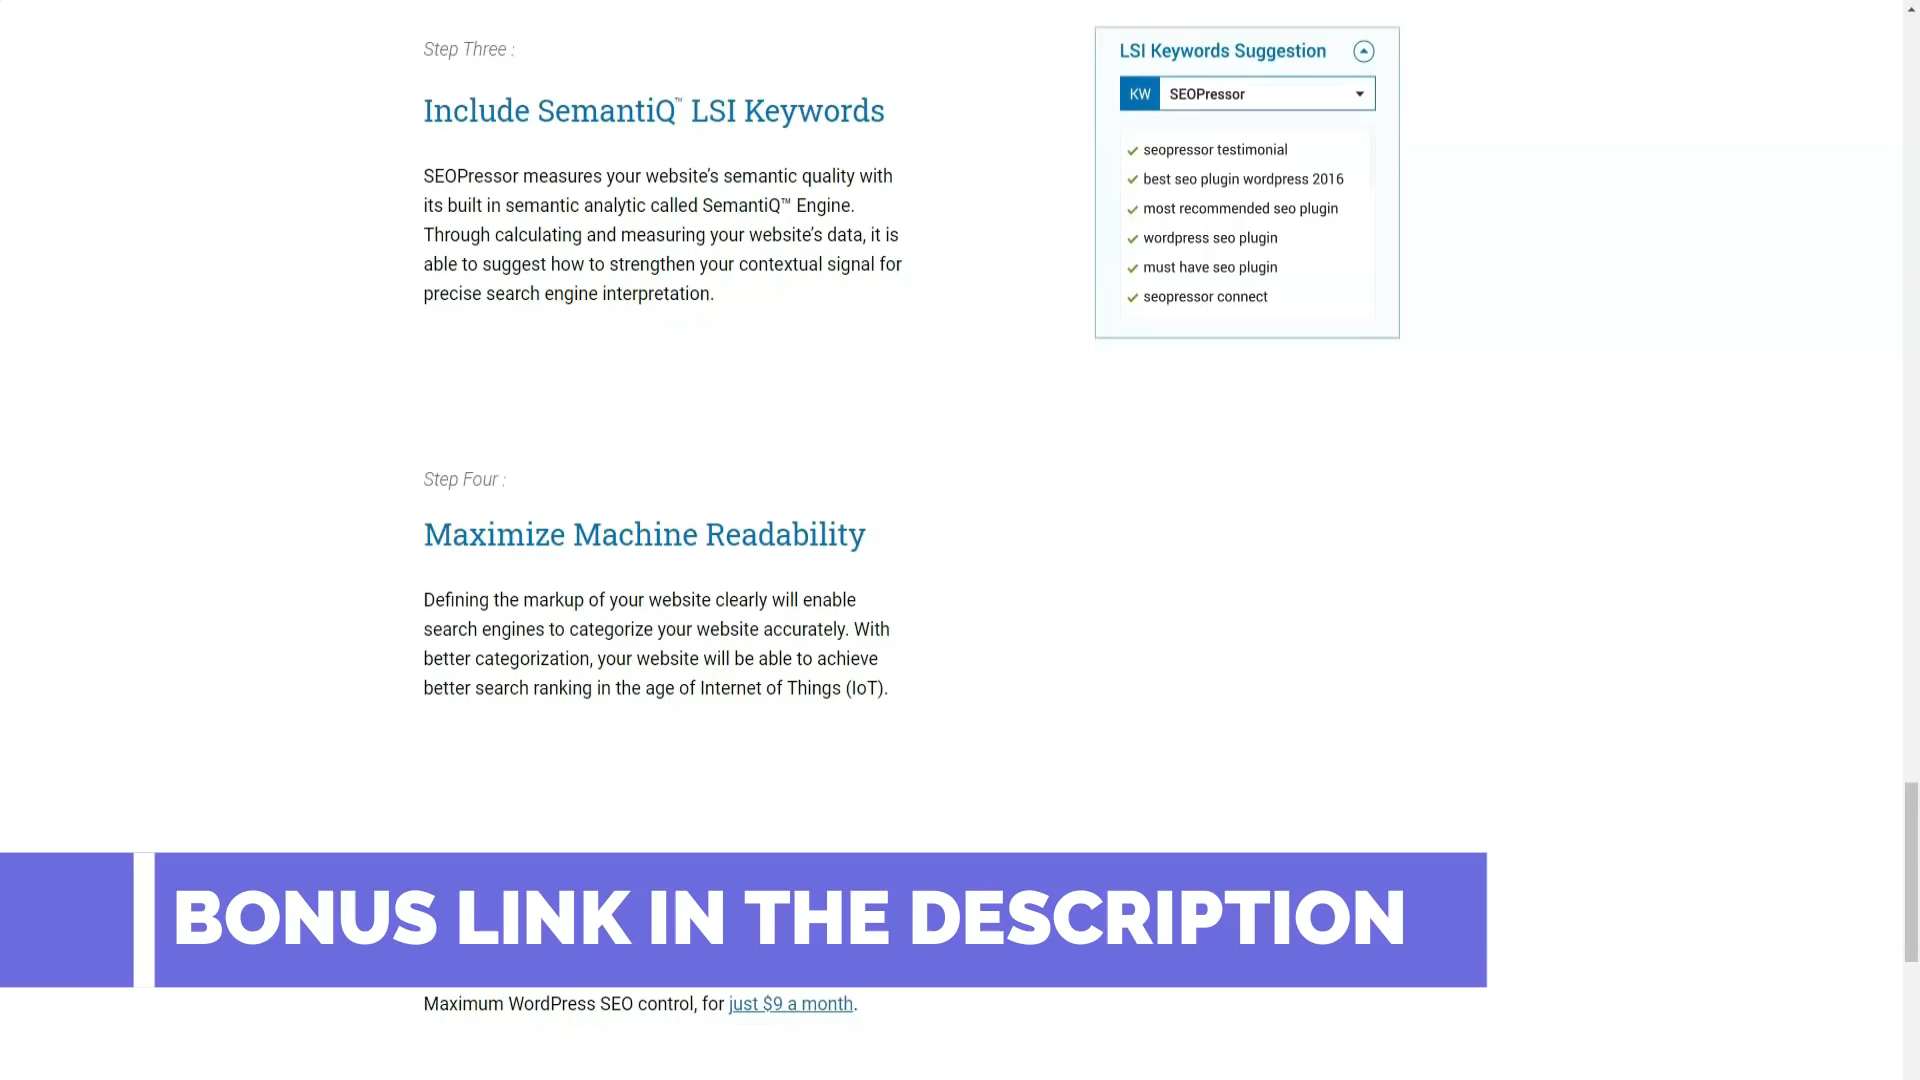 Step Three :
Include SemantiQ™ LSI Keywords
SEOPressor measures your website’s semantic quality with
its built in semantic analytic called SemantiQ™ Engine.
Through calculating and measuring your website’s data, it is
able to suggest how to strengthen your contextual signal for
precise search engine interpretation.
LSI Keywords Suggestion
KW SEOPressor
seopressor testimonial
best seo plugin wordpress 2016
most recommended seo plugin
wordpress seo plugin
must have seo plugin
seopressor connect
Step Four :
Maximize Machine Readability
Defining the markup of your website clearly will enable
search engines to categorize your website accurately. With
better categorization, your website will be able to achieve
better search ranking in the age of Internet of Things (IoT).
BONUS LINK IN THE DESCRIPTION
Maximum WordPress SEO control, for just $9 a month.